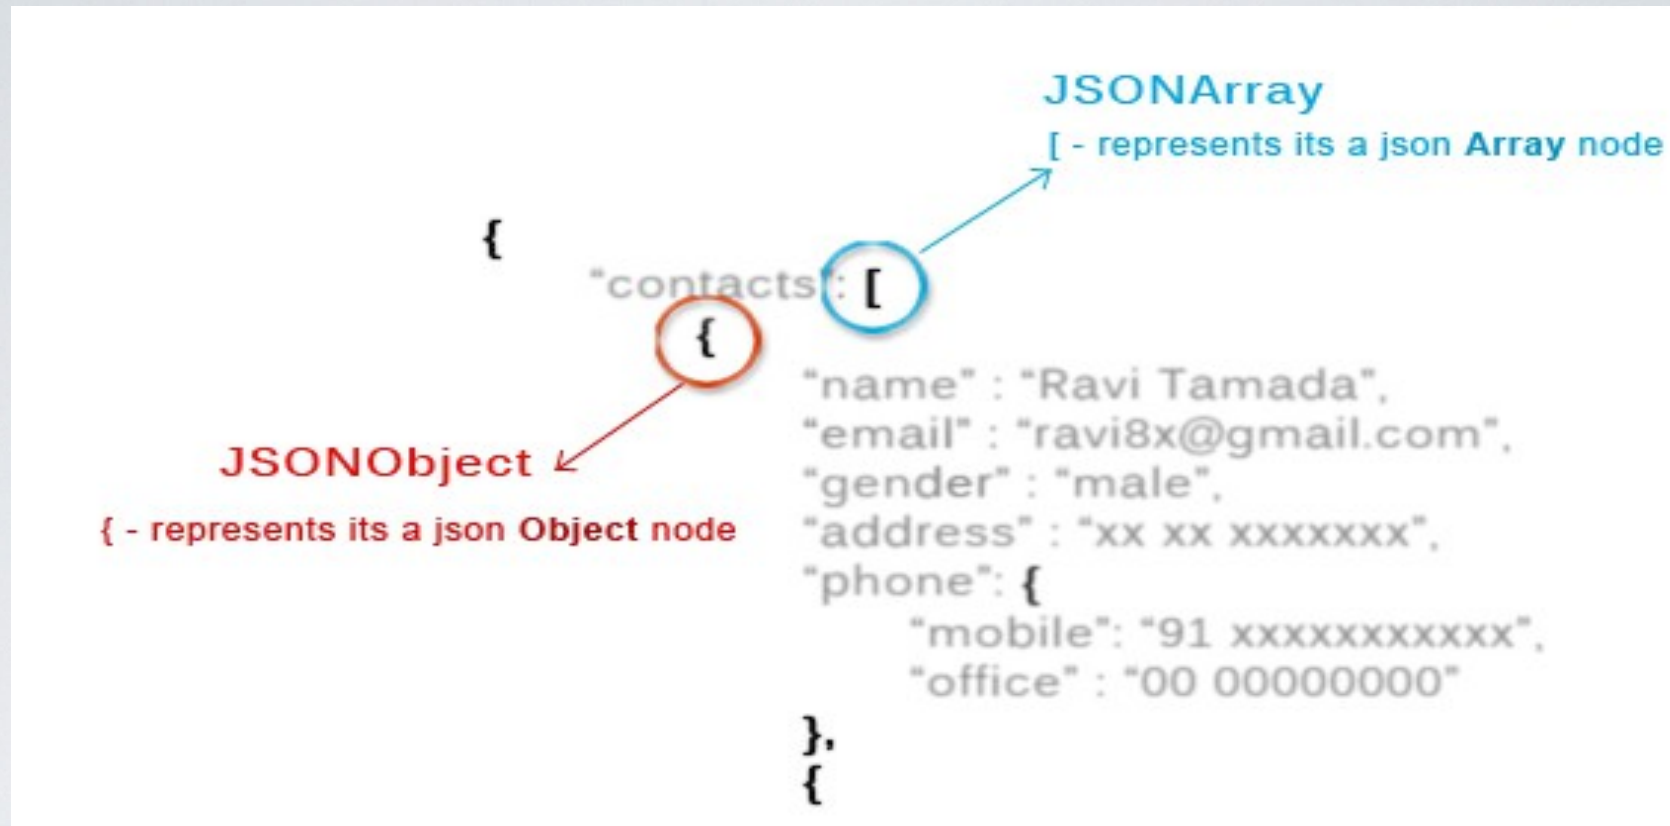 JSONArray
[ - represents its a json Array node
{
“contacts”: [
{
“name” : “Ravi Tamada”,
“email” : “ravi8x@gmail.com”,
JSONObject
“gender” : “male”,
{ - represents its a json Object node
“address” : “xx xx xxxxxxx”,
“phone”: {
“mobile”: “91 xxxxxxxxxxx”,
“office” : “00 00000000”
},
{